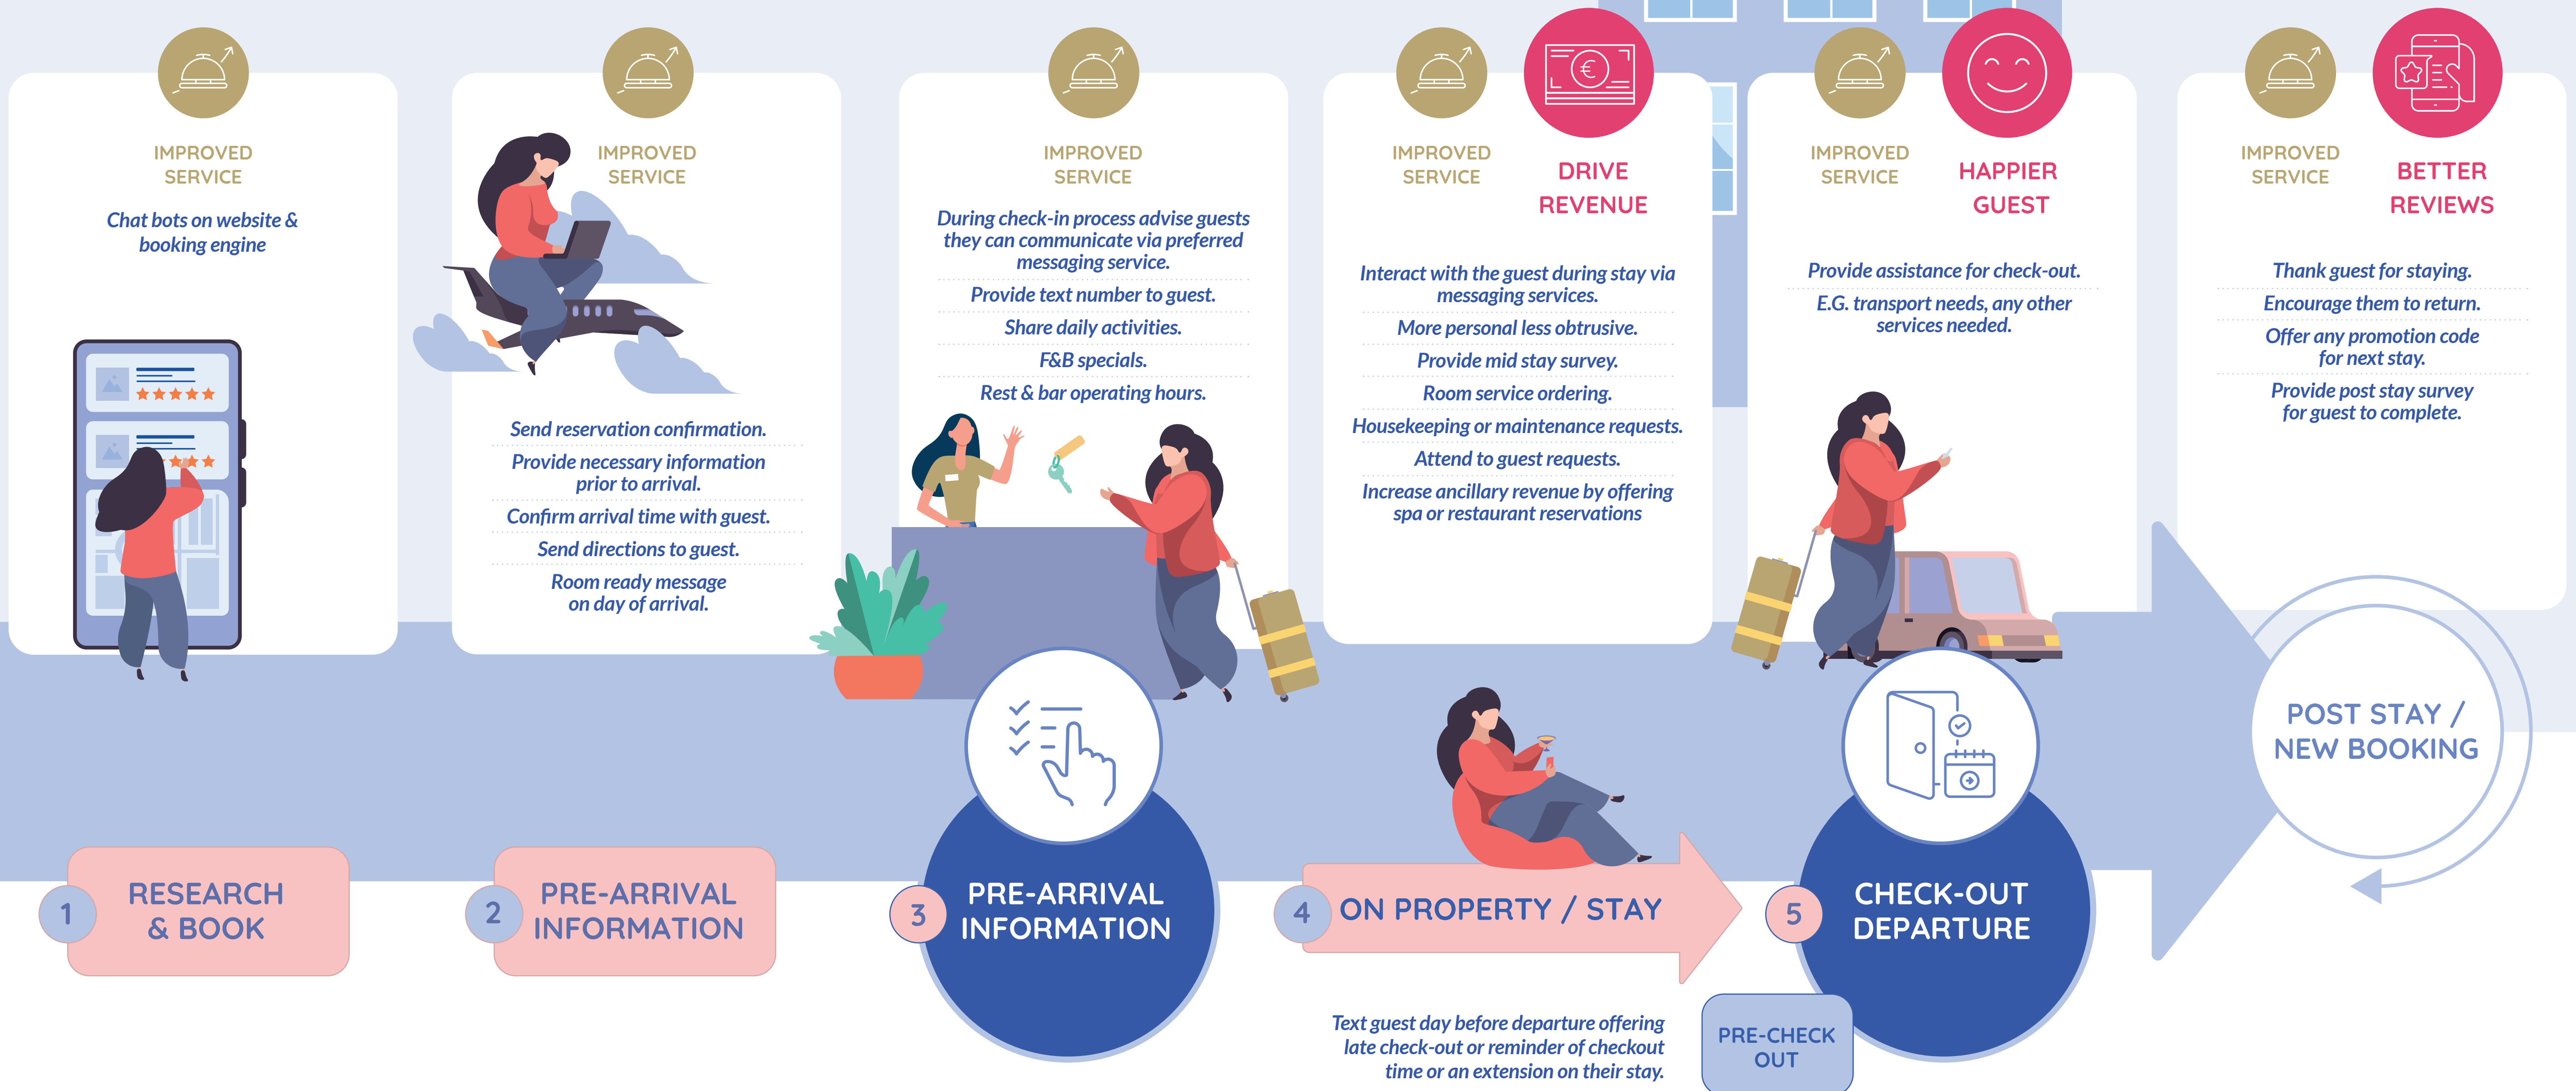 IMPROVED
SERVICE
Chat bots on website &
booking engine
1
RESEARCH
& BOOK
IMPROVED
SERVICE
Send reservation confirmation.
Provide necessary information
prior to arrival.
Confirm arrival time with guest.
Send directions to guest.
Room ready message
on day of arrival.
2
PRE-ARRIVAL
INFORMATION
IMPROVED
SERVICE
During check-in process advise guests
they can communicate via preferred
messaging service.
Provide text number to guest.
Share daily activities.
F&B specials.
Rest & bar operating hours.
3
PRE-ARRIVAL
INFORMATION
IMPROVED
SERVICE
€
DRIVE
REVENUE
Interact with the guest during stay via
messaging services.
More personal less obtrusive.
Provide mid stay survey.
Room service ordering.
Housekeeping or maintenance requests.
Attend to guest requests.
Increase ancillary revenue by offering
spa or restaurant reservations
4
ON PROPERTY / STAY
Text guest day before departure offering
late check-out or reminder of checkout
time or an extension on their stay.
PRE-CHECK
OUT
IMPROVED
SERVICE
HAPPIER
GUEST
Provide assistance for check-out.
E.G. transport needs, any other
services needed.
5
CHECK-OUT
DEPARTURE
IMPROVED
SERVICE
BETTER
REVIEWS
Thank guest for staying.
Encourage them to return.
Offer any promotion code
for next stay.
Provide post stay survey
for guest to complete.
POST STAY /
NEW BOOKING